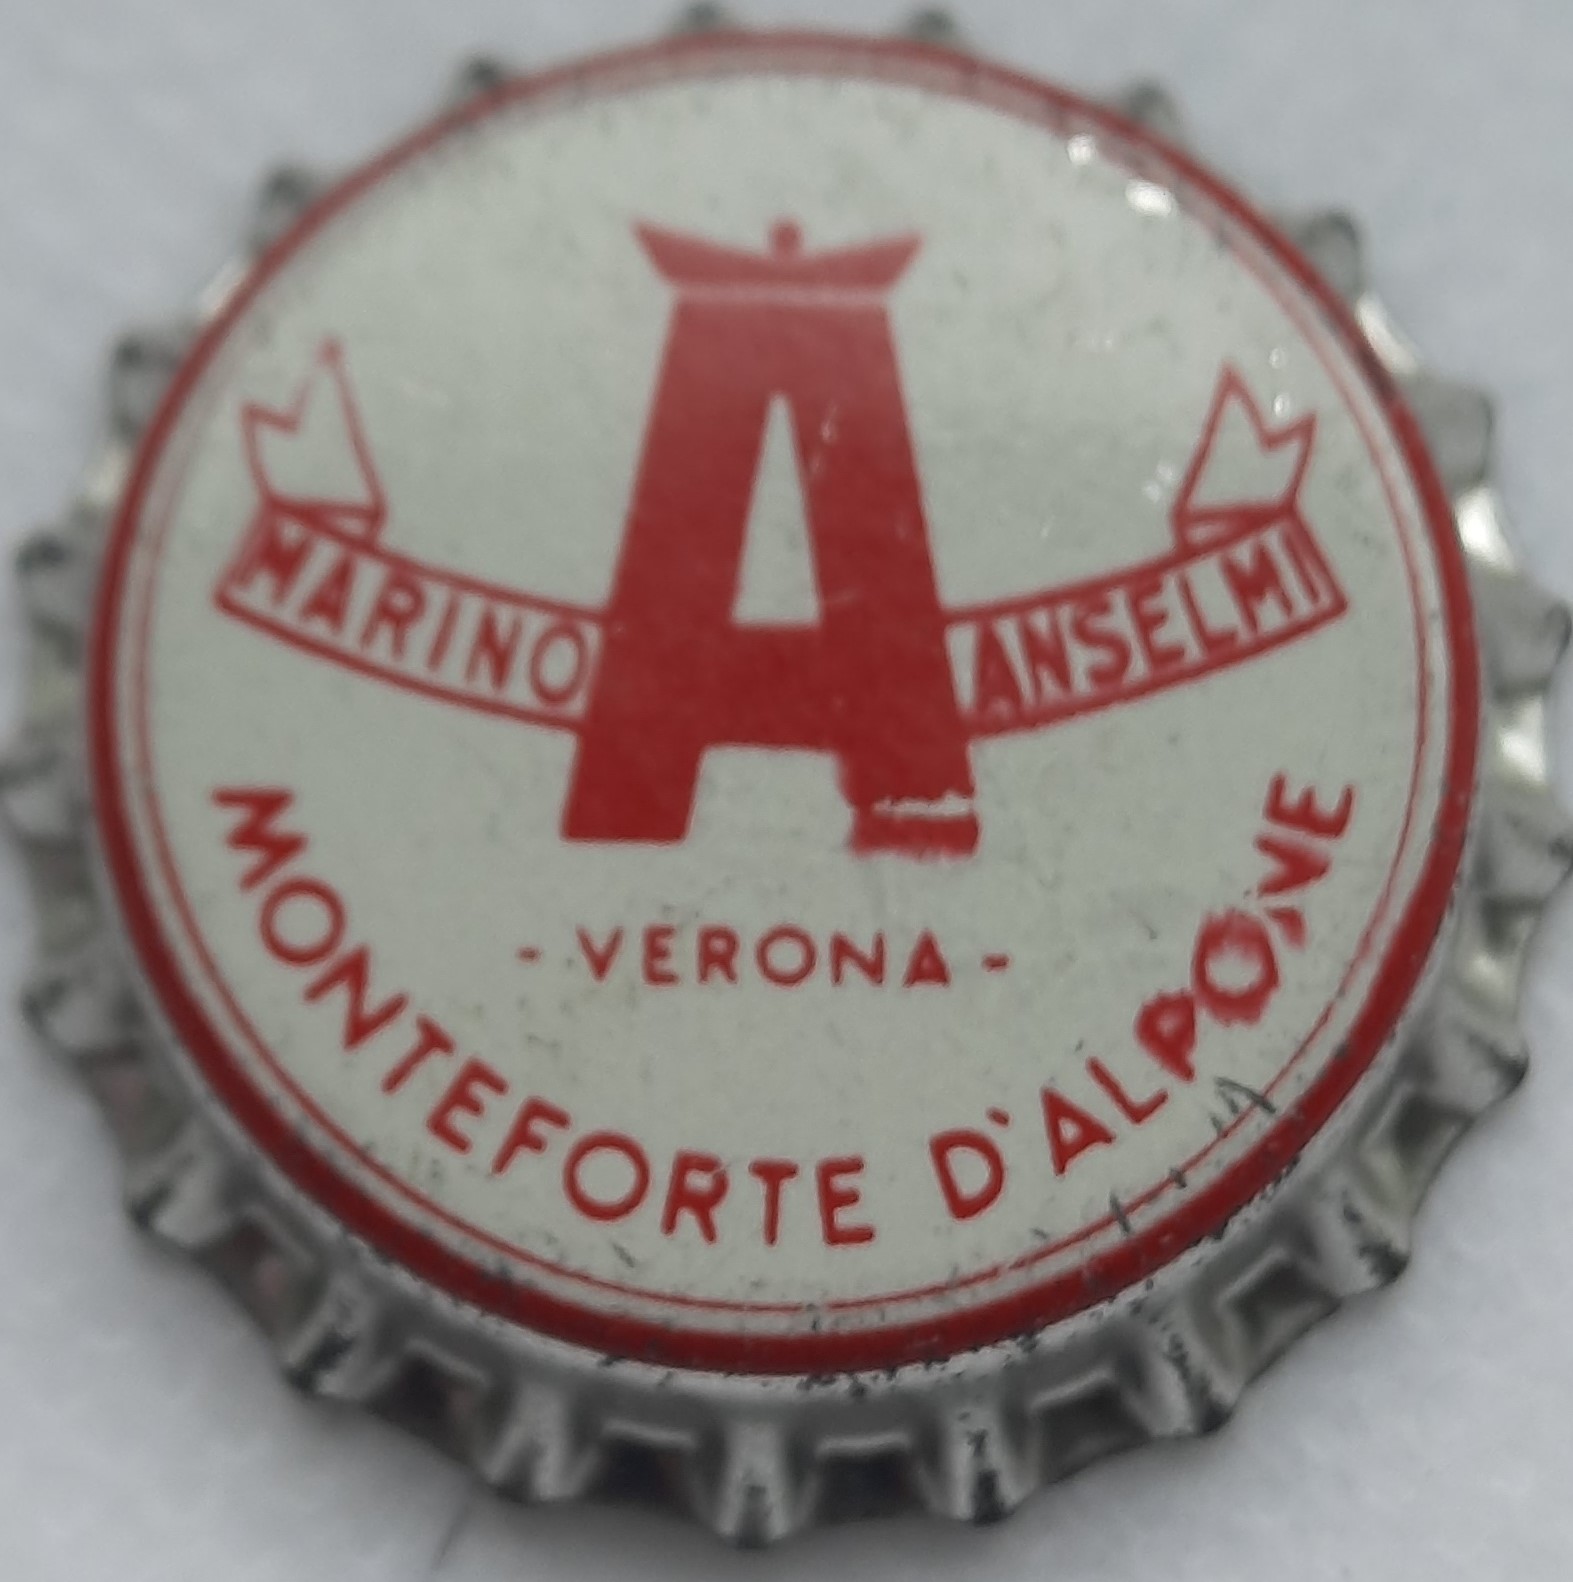 A
MARINO ANSELMI
- VERONA -
MONTEFORTE D'ALPONE